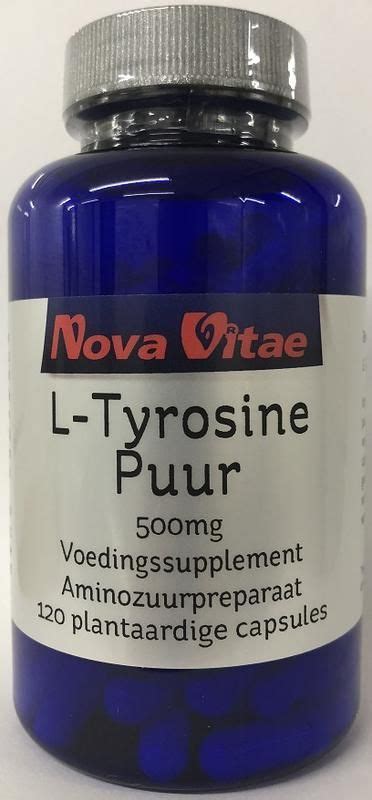 Nova Vitae
L-Tyrosine
Puur
500mg
Voedingssupplement
Aminozuurpreparaat
120 plantaardige capsules